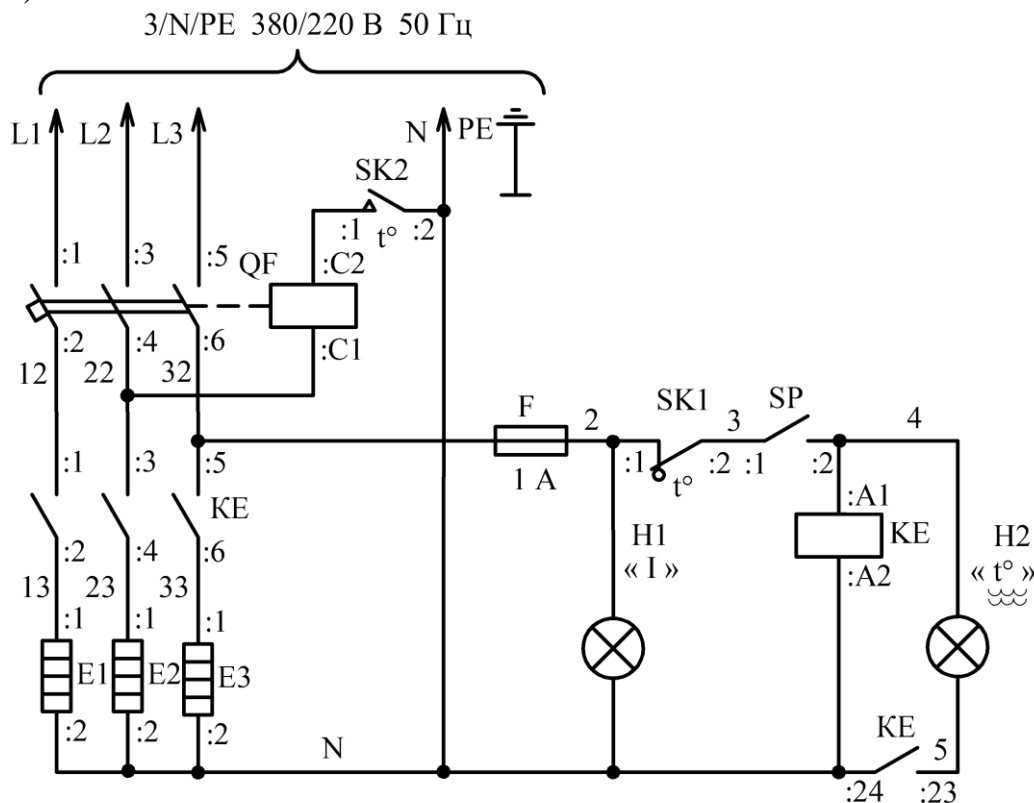 )
3/N/PE 380/220 В 50 Гц
L1 L2 L3 N PE
SK2
:1 t° :2
:1 :3 :5
QF :C2
:2 :4 :6 :C1
12 22 32
F 2 SK1 3 SP 4
1 А :1 t° :2 :1 :2
:1 :3 :5
KE
:A1
KE
:A2
:2 :4 :6
H1
« I »
H2
« t° »
13 23 33
:1 :1 :1
E1 E2 E3
:2 :2 :2
N
KE 5
:24 :23